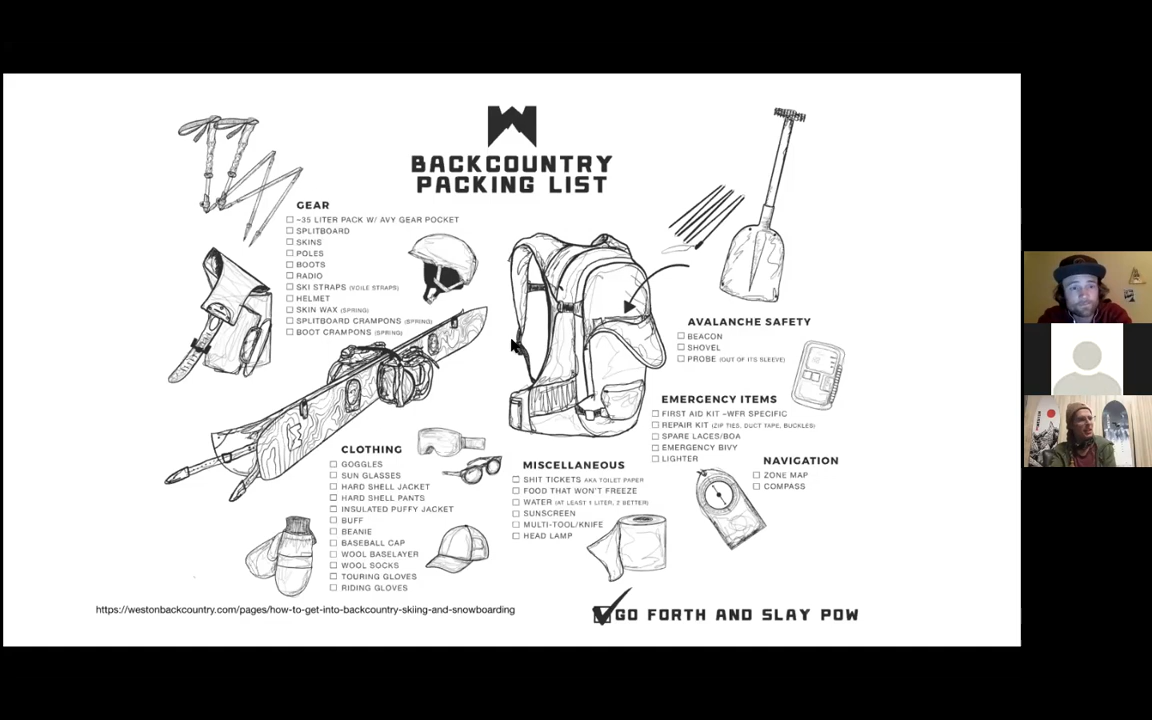 BACKCOUNTRY
PACKING LIST
GEAR
~35 LITER PACK W/ AVY GEAR POCKET
SPLITBOARD
SKINS
POLES
BOOTS
RADIO
SKI STRAPS (VOILE STRAPS)
HELMET
SKIN WAX (SPRING)
SPLITBOARD CRAMPONS (SPRING)
BOOT CRAMPONS (SPRING)
CLOTHING
GOGGLES
SUN GLASSES
HARD SHELL JACKET
HARD SHELL PANTS
INSULATED PUFFY JACKET
BUFF
BEANIE
BASEBALL CAP
WOOL BASELAYER
WOOL SOCKS
TOURING GLOVES
RIDING GLOVES
MISCELLANEOUS
SHIT TICKETS AKA TOILET PAPER
FOOD THAT WON'T FREEZE
WATER (AT LEAST 1 LITER, 2 BETTER)
SUNSCREEN
MULTI-TOOL/KNIFE
HEAD LAMP
AVALANCHE SAFETY
BEACON
SHOVEL
PROBE (OUT OF ITS SLEEVE)
EMERGENCY ITEMS
FIRST AID KIT ~WFR SPECIFIC
REPAIR KIT (ZIP TIES, DUCT TAPE, BUCKLES)
SPARE LACES/BOA
EMERGENCY BIVY
LIGHTER
NAVIGATION
ZONE MAP
COMPASS
https://westonbackcountry.com/pages/how-to-get-into-backcountry-skiing-and-snowboarding
GO FORTH AND SLAY POW